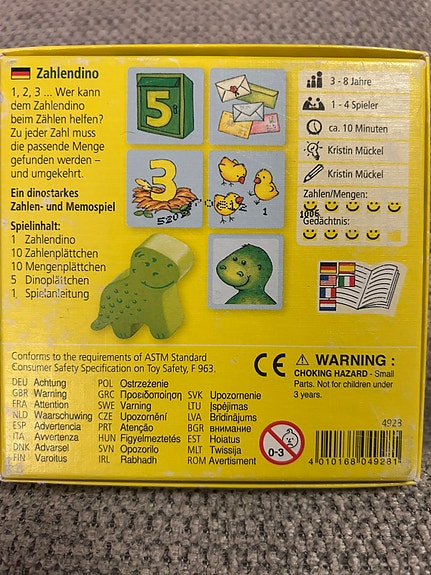 Zahlendino
1, 2, 3 ... Wer kann
dem Zahlendino
beim Zählen helfen?
Zu jeder Zahl muss
die passende Menge
gefunden werden –
und umgekehrt.
Ein dinostarkes
Zahlen- und Memospiel
Spielinhalt:
1 Zahlendino
10 Zahlenplättchen
10 Mengenplättchen
5 Dinoplättchen
1 Spielanleitung
5
3
1
3 - 8 Jahre
1 - 4 Spieler
ca. 10 Minuten
Kristin Mückel
Kristin Mückel
Zahlen/Mengen:
1006
Gedächtnis:
Conforms to the requirements of ASTM Standard
Consumer Safety Specification on Toy Safety, F 963.
CE
WARNING :
CHOKING HAZARD - Small
Parts. Not for children under
3 years.
DEU Achtung
GBR Warning
FRA Attention
NLD Waarschuwing
ESP Advertencia
ITA Avvertenza
DNK Advarsel
FIN Varoitus
POL Ostrzeżenie
GRC Προειδοποίηση
SWE Varning
CZE Upozornění
PRT Atenção
HUN Figyelmeztetés
SVN Opozorilo
IRL Rabhadh
SVK Upozornenie
LTU Įspėjimas
LVA Brīdinājums
BGR внимание
EST Hoiatus
MLT Twissija
ROM Avertisment
0-3
4923
4 010168 049281